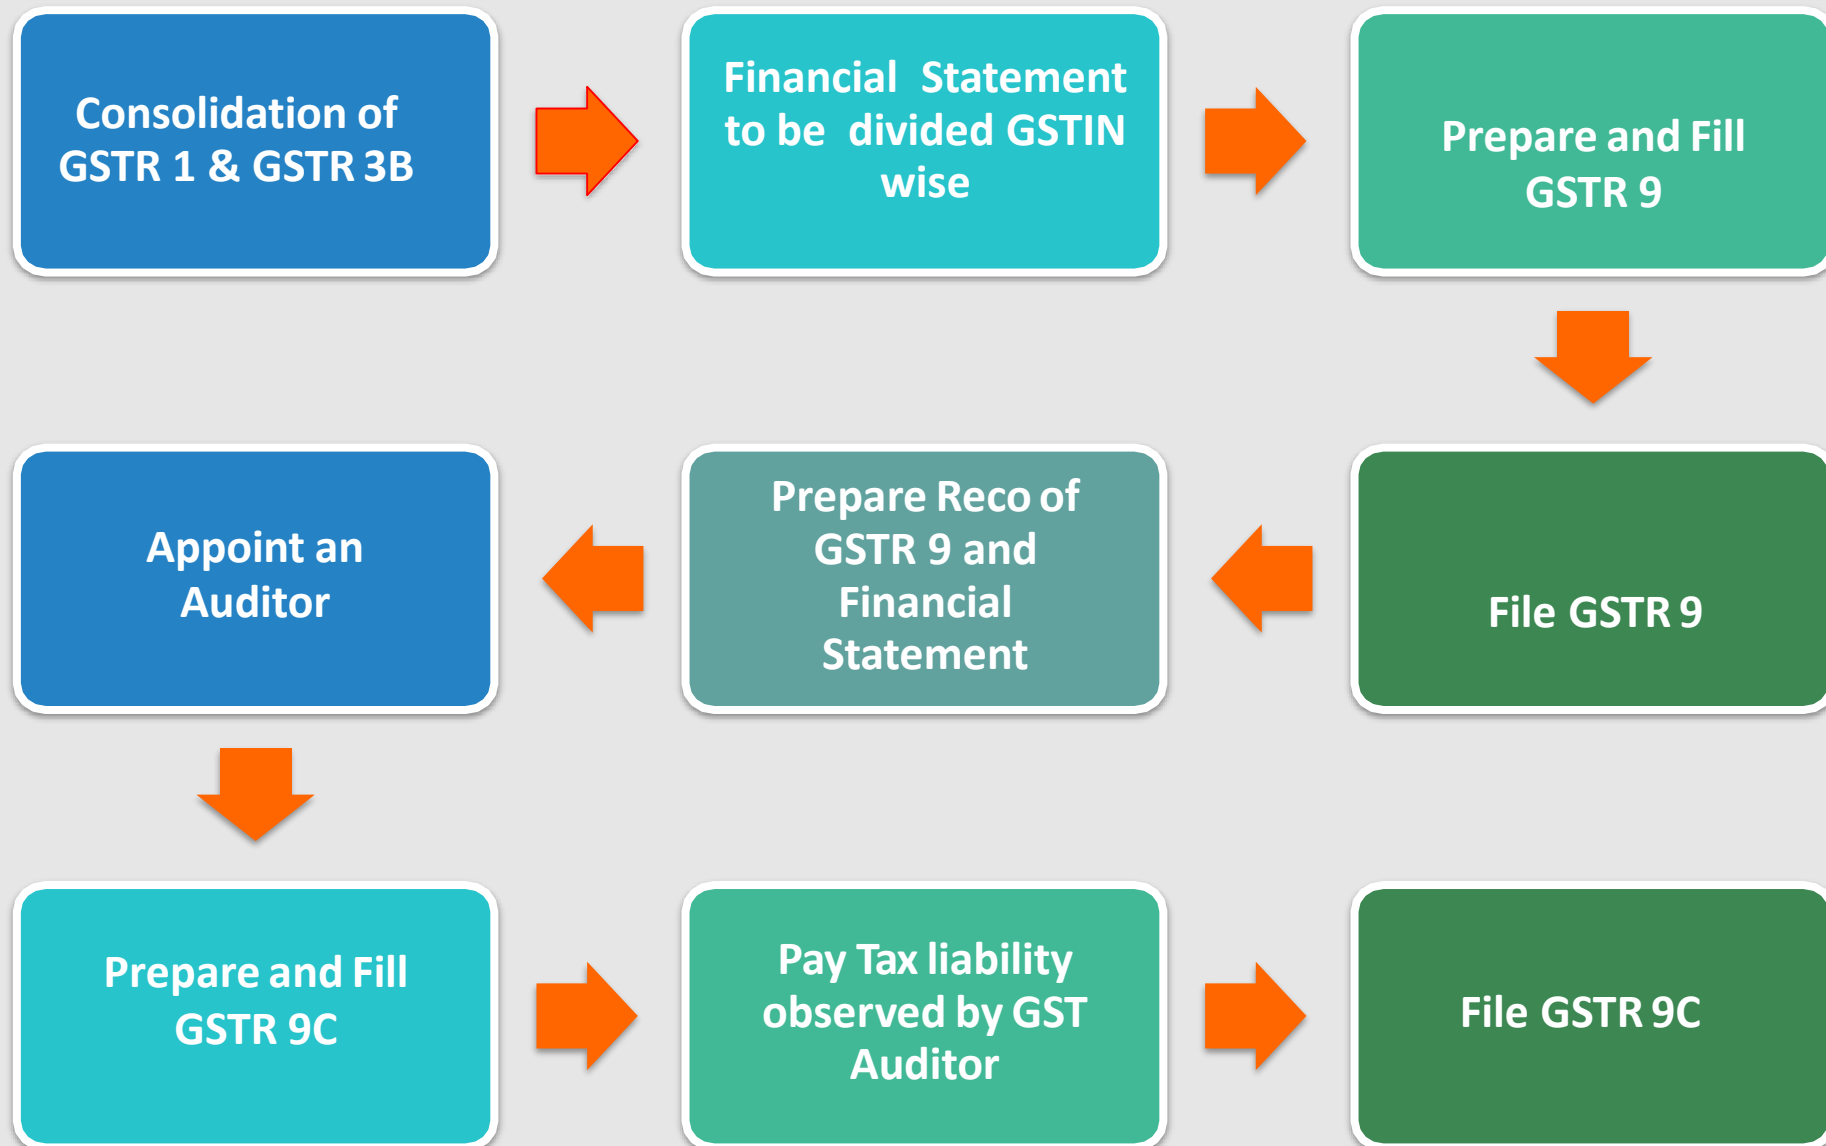 Consolidation of
GSTR 1 & GSTR 3B
Financial Statement
to be divided GSTIN
wise
Prepare and Fill
GSTR 9
File GSTR 9
Prepare Reco of
GSTR 9 and
Financial
Statement
Appoint an
Auditor
Prepare and Fill
GSTR 9C
Pay Tax liability
observed by GST
Auditor
File GSTR 9C